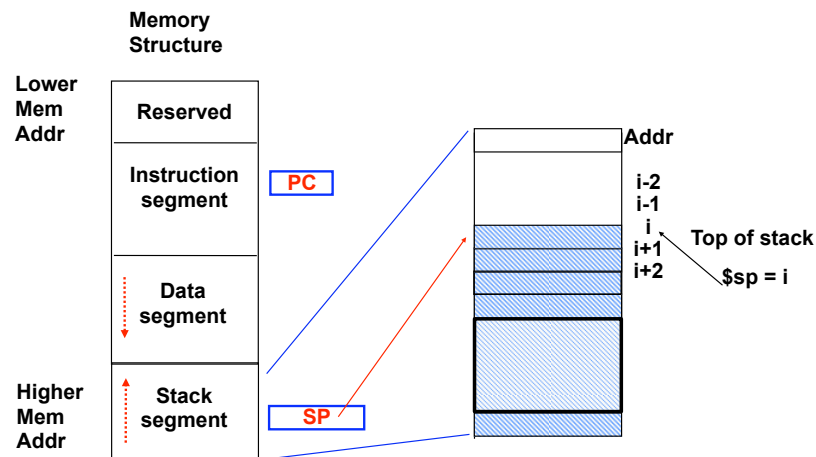 Memory
Structure
Lower
Mem
Addr
Reserved
Instruction
segment
PC
Data
segment
Higher
Mem
Addr
Stack
segment
SP
Addr
i-2
i-1
i
i+1
i+2
Top of stack
$sp = i